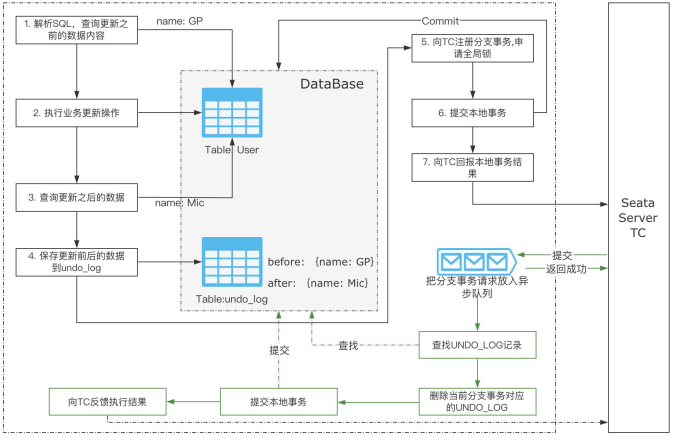 1. 解析SQL，查询更新之
前的数据内容
name: GP
Commit
5. 向TC注册分支事务,申
请全局锁
DataBase
2. 执行业务更新操作
6. 提交本地事务
Table: User
7. 向TC回报本地事务结
果
3. 查询更新之后的数据
name: Mic
Seata
Server
TC
4. 保存更新前后的数据
到undo_log
before: {name: GP}
after: {name: Mic}
Table:undo_log
提交
返回成功
把分支事务请求放入异
步队列
查找UNDO_LOG记录
查找
提交
向TC反馈执行结果
提交本地事务
删除当前分支事务对应
的UNDO_LOG